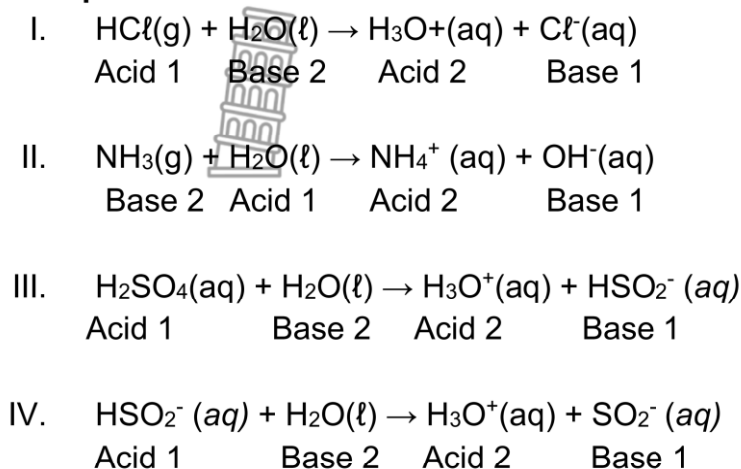 I. HCℓ(g) + H₂O(ℓ) → H₃O+(aq) + Cℓ⁻(aq)
Acid 1 Base 2 Acid 2 Base 1
II. NH₃(g) + H₂O(ℓ) → NH₄⁺ (aq) + OH⁻(aq)
Base 2 Acid 1 Acid 2 Base 1
III. H₂SO₄(aq) + H₂O(ℓ) → H₃O⁺(aq) + HSO₂⁻ (aq)
Acid 1 Base 2 Acid 2 Base 1
IV. HSO₂⁻ (aq) + H₂O(ℓ) → H₃O⁺(aq) + SO₂⁻ (aq)
Acid 1 Base 2 Acid 2 Base 1